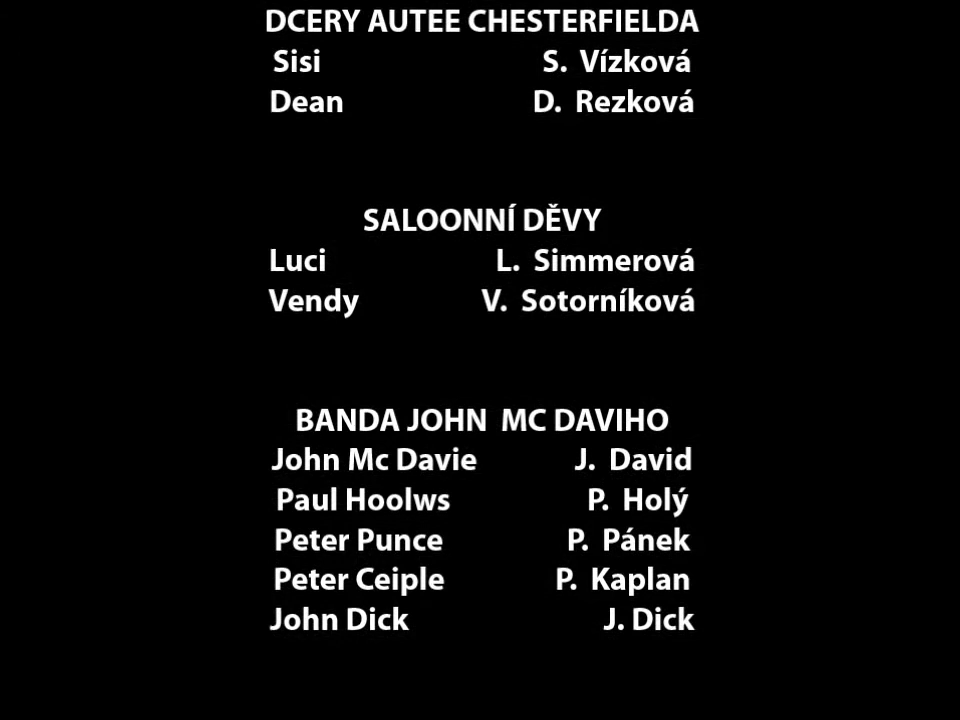 DCERY AUTEE CHESTERFIELDA
Sisi S. Vízková
Dean D. Rezková
SALOONNÍ DĚVY
Luci L. Simmerová
Vendy V. Sotorníková
BANDA JOHN MC DAVIHO
John Mc Davie J. David
Paul Hoolws P. Holý
Peter Punce P. Pánek
Peter Ceiple P. Kaplan
John Dick J. Dick